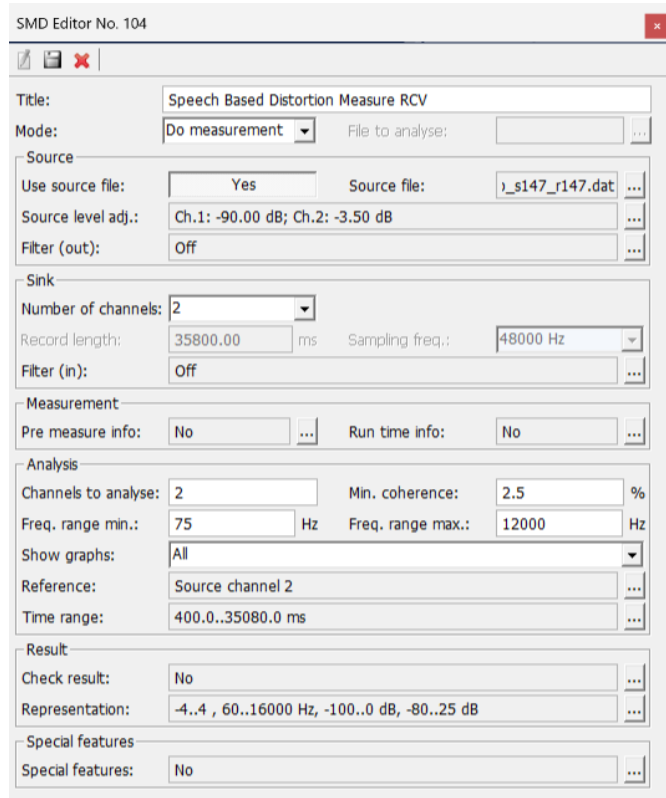 SMD Editor No. 104
Title: Speech Based Distortion Measure RCV
Mode: Do measurement File to analyse: ...
Source
Use source file: Yes Source file: _s147_r147.dat ...
Source level adj.: Ch.1: -90.00 dB; Ch.2: -3.50 dB ...
Filter (out): Off ...
Sink
Number of channels: 2
Record length: 35800.00 ms Sampling freq.: 48000 Hz
Filter (in): Off ...
Measurement
Pre measure info: No ... Run time info: No ...
Analysis
Channels to analyse: 2 Min. coherence: 2.5 %
Freq. range min.: 75 Hz Freq. range max.: 12000 Hz
Show graphs: All
Reference: Source channel 2 ...
Time range: 400.0..35080.0 ms ...
Result
Check result: No ...
Representation: -4..4 , 60..16000 Hz, -100..0 dB, -80..25 dB ...
Special features
Special features: No ...